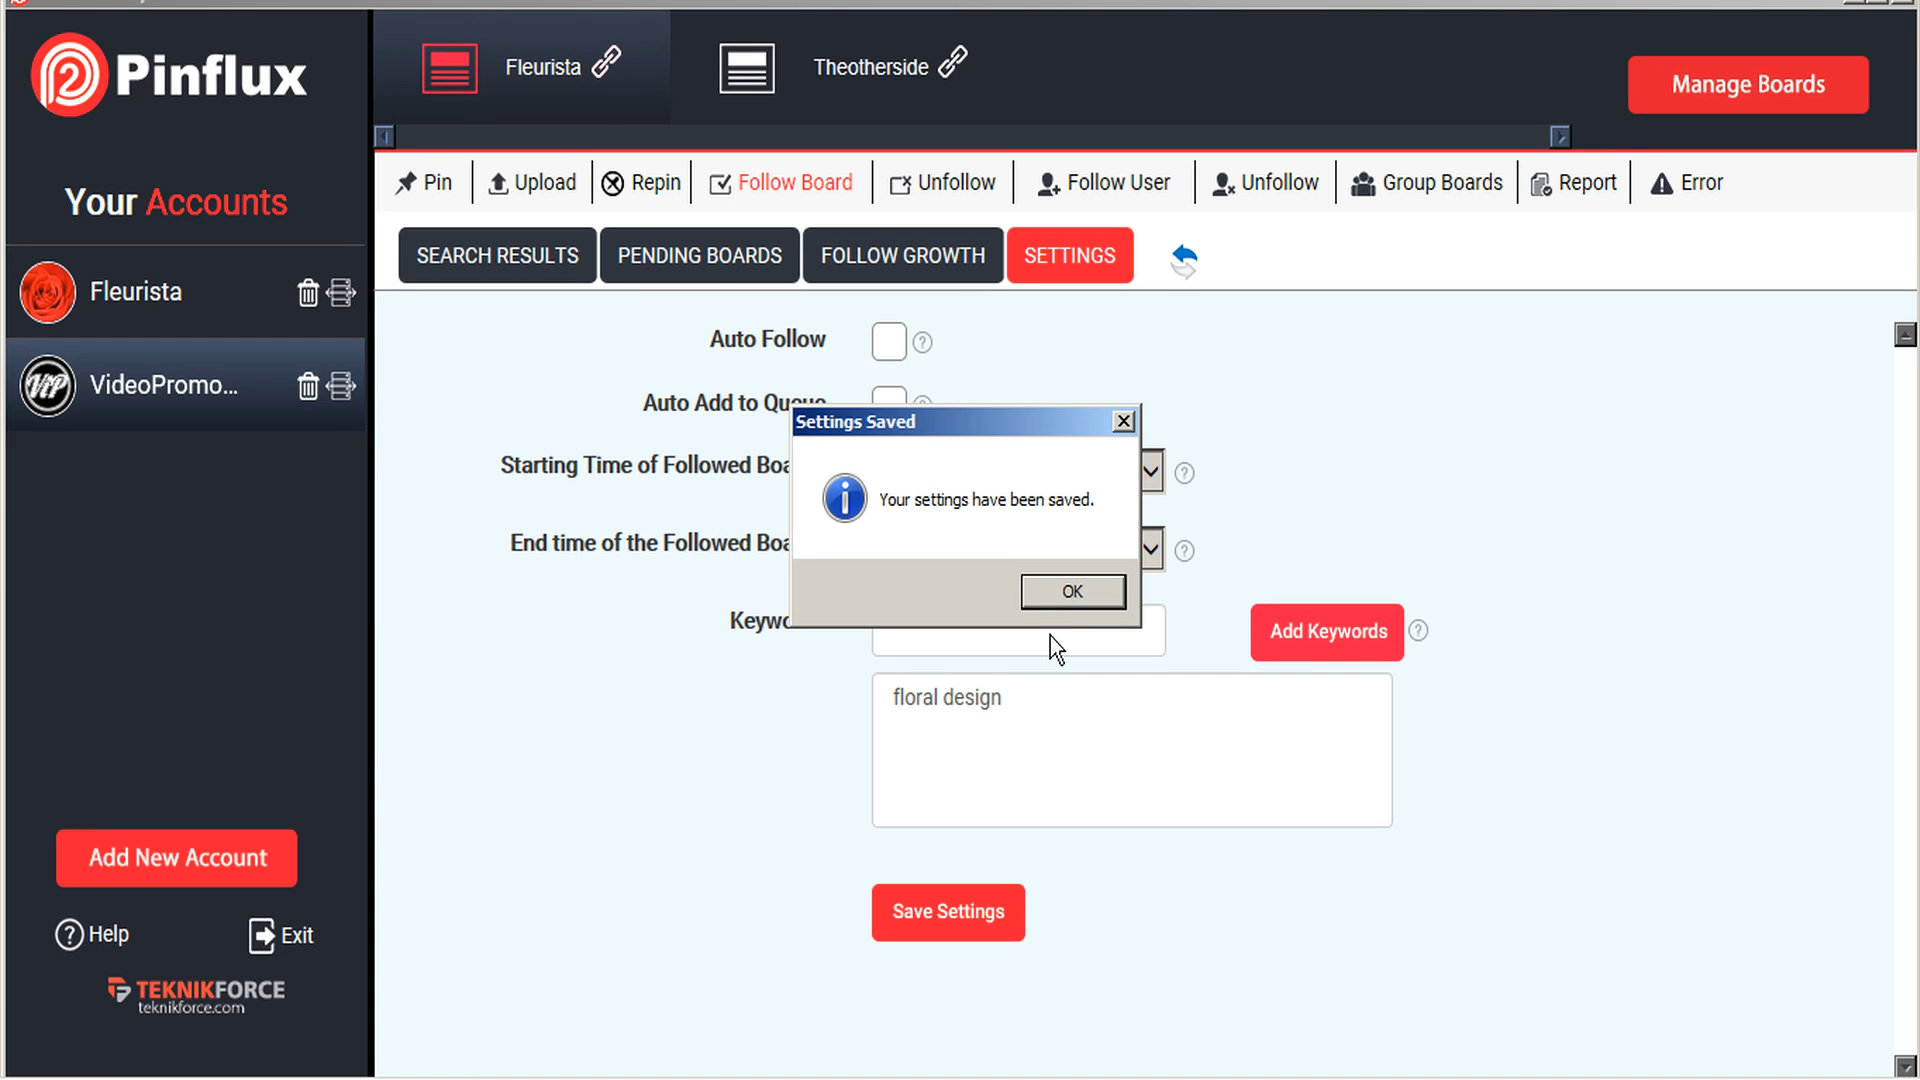 Pinflux
Fleurista
Theotherside
Manage Boards
Your Accounts
Pin
Upload
Repin
Follow Board
Unfollow
Follow User
Unfollow
Group Boards
Report
Error
SEARCH RESULTS
PENDING BOARDS
FOLLOW GROWTH
SETTINGS
Fleurista
VideoPromo...
Auto Follow
Auto Add to Queue
Starting Time of Followed Boa
End time of the Followed Boa
Keywo
Add Keywords
floral design
Save Settings
Settings Saved
Your settings have been saved.
OK
Add New Account
Help
Exit
TEKNIKFORCE
teknikforce.com